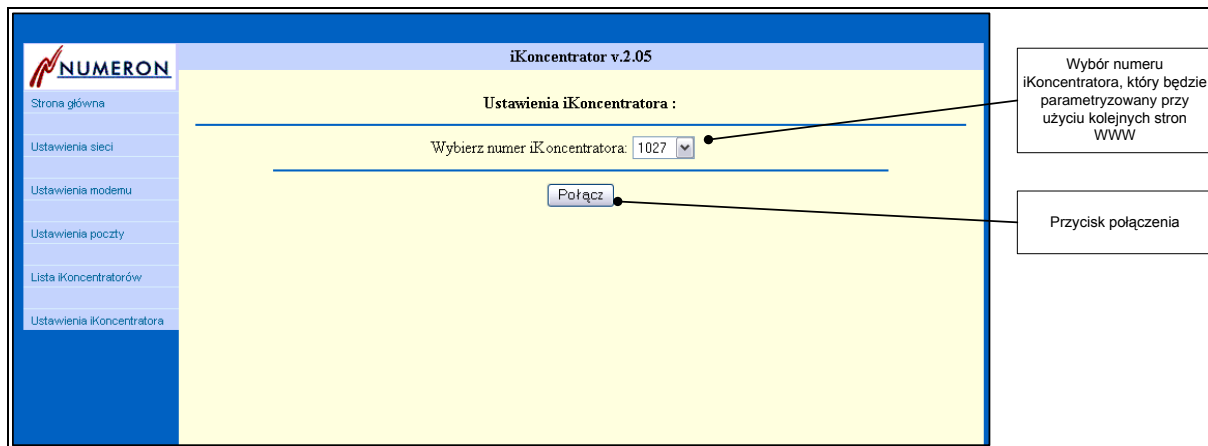 NUMERON
iKoncentrator v.2.05
Strona główna
Ustawienia sieci
Ustawienia modemu
Ustawienia poczty
Lista iKoncentratorów
Ustawienia iKoncentratora
Ustawienia iKoncentratora :
Wybierz numer iKoncentratora: 1027
Połącz
Wybór numeru
iKoncentratora, który będzie
parametryzowany przy
użyciu kolejnych stron
WWW
Przycisk połączenia